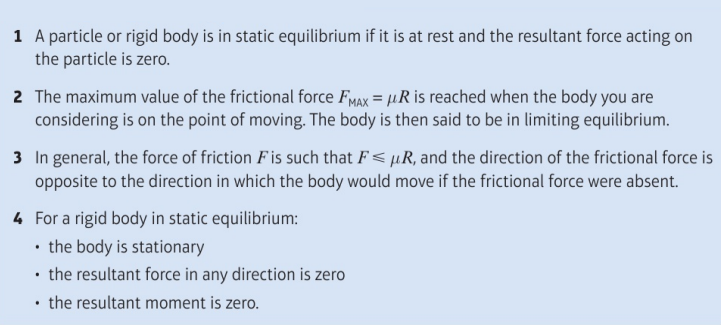 1 A particle or rigid body is in static equilibrium if it is at rest and the resultant force acting on
the particle is zero.
2 The maximum value of the frictional force F_MAX = μR is reached when the body you are
considering is on the point of moving. The body is then said to be in limiting equilibrium.
3 In general, the force of friction F is such that F ⩽ μR, and the direction of the frictional force is
opposite to the direction in which the body would move if the frictional force were absent.
4 For a rigid body in static equilibrium:
• the body is stationary
• the resultant force in any direction is zero
• the resultant moment is zero.